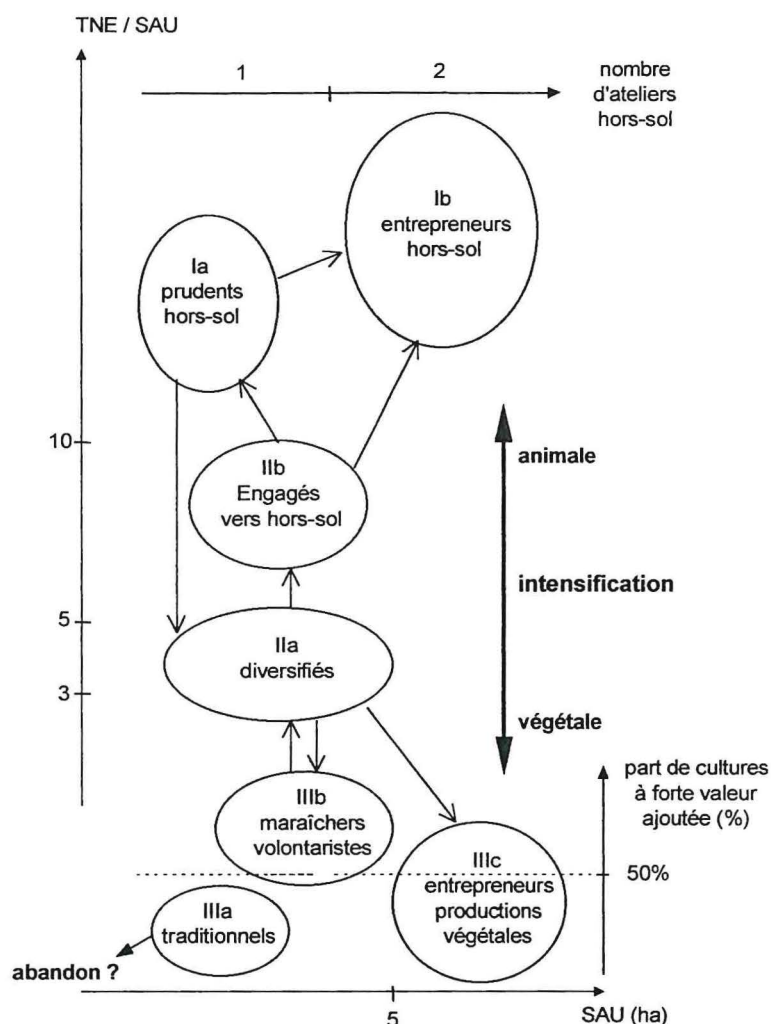 TNE / SAU
1
2
nombre
d'ateliers
hors-sol
Ib
entrepreneurs
hors-sol
Ia
prudents
hors-sol
10
IIb
Engagés
vers hors-sol
animale
intensification
5
IIa
diversifiés
3
végétale
part de cultures
à forte valeur
ajoutée (%)
IIIb
maraîchers
volontaristes
IIIc
entrepreneurs
productions
végétales
50%
IIIa
traditionnels
abandon ?
5
SAU (ha)